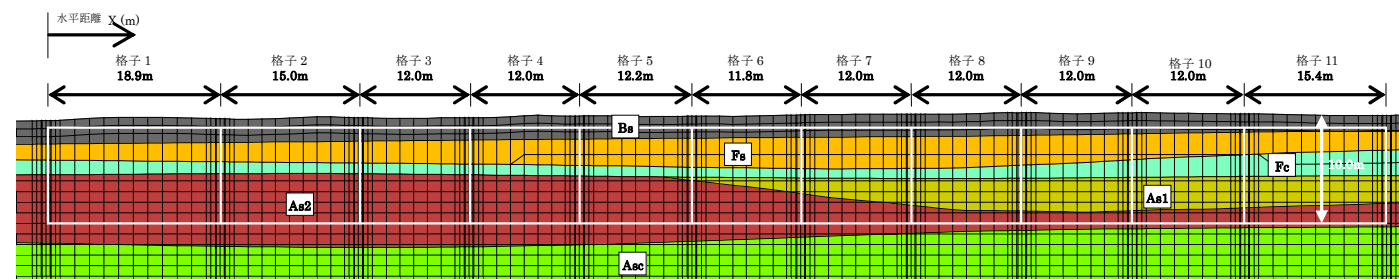 水平距離 X (m)
格子 1
18.9m
格子 2
15.0m
格子 3
12.0m
格子 4
12.0m
格子 5
12.2m
格子 6
11.8m
格子 7
12.0m
格子 8
12.0m
格子 9
12.0m
格子 10
12.0m
格子 11
15.4m
Bs
Fs
Fc
10.0m
As2
As1
Asc